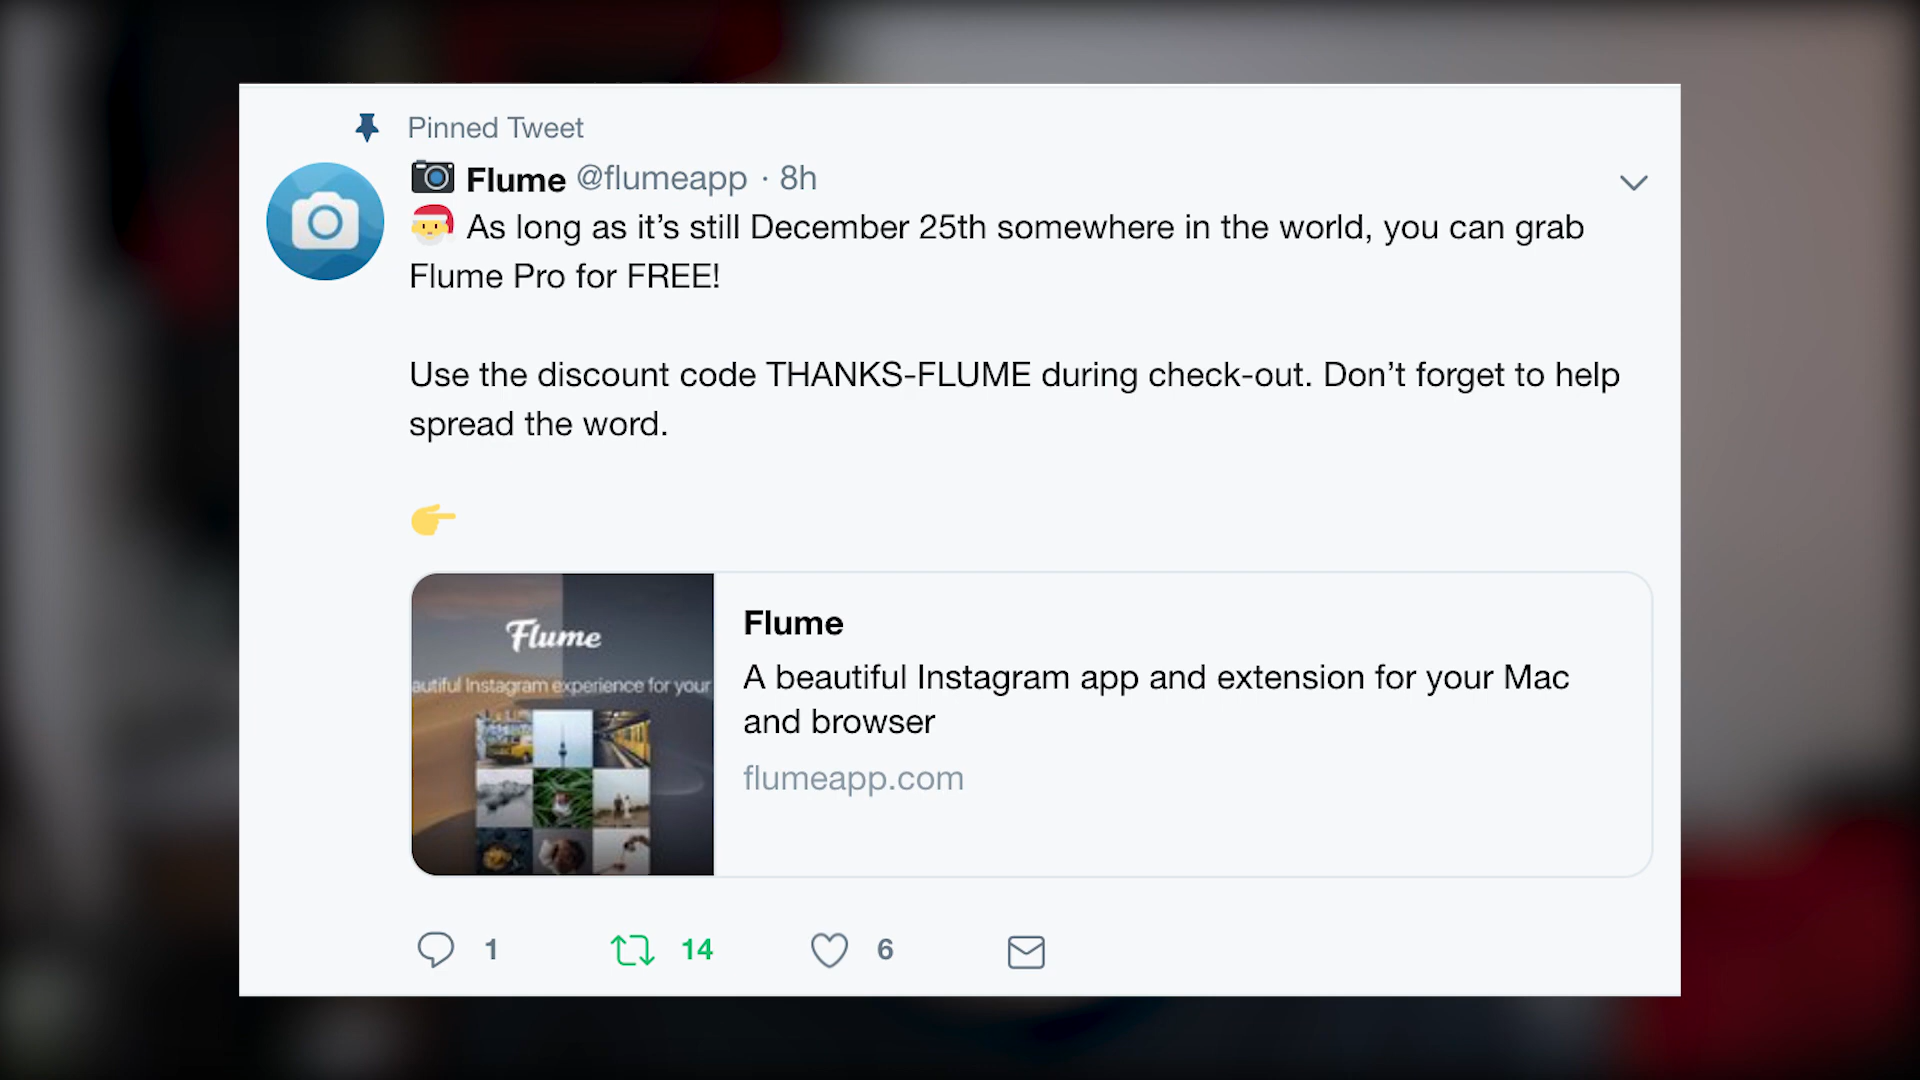 Pinned Tweet
📷 Flume @flumeapp · 8h
🎅 As long as it’s still December 25th somewhere in the world, you can grab
Flume Pro for FREE!
Use the discount code THANKS-FLUME during check-out. Don’t forget to help
spread the word.
👉
Flume
autiful Instagram experience for your
Flume
A beautiful Instagram app and extension for your Mac
and browser
flumeapp.com
1 14 6